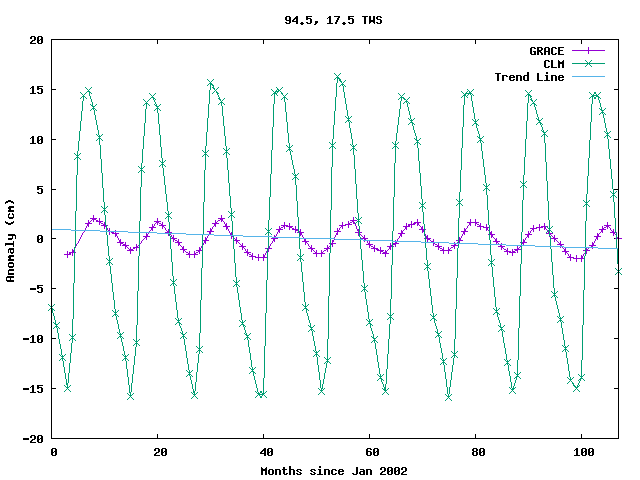 94.5, 17.5 TWS
GRACE
CLM
Trend Line
20
15
10
5
0
-5
-10
-15
-20
Anomaly (cm)
0 20 40 60 80 100
Months since Jan 2002